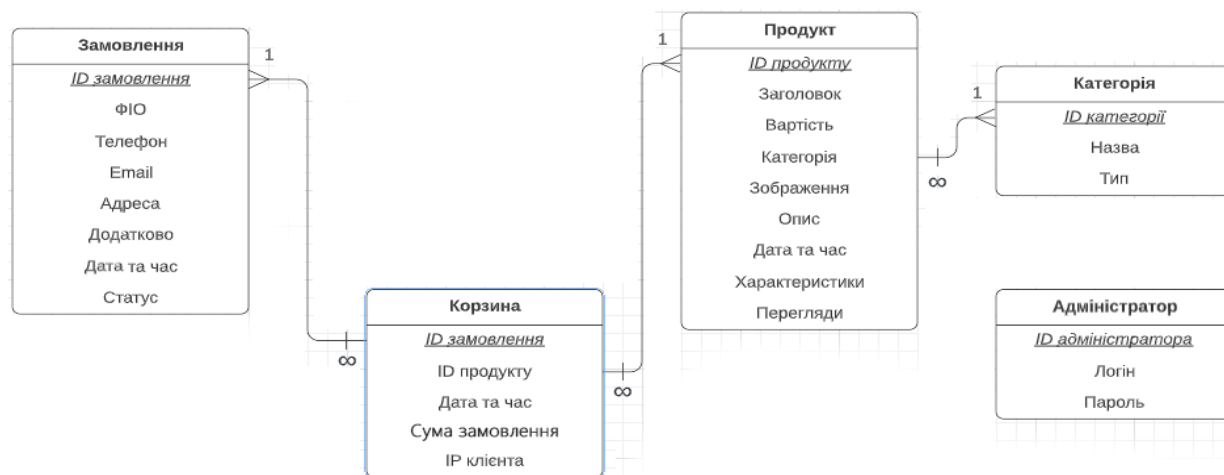 Замовлення
ID замовлення
ФІО
Телефон
Email
Адреса
Додатково
Дата та час
Статус
1
∞
Корзина
ID замовлення
ID продукту
Дата та час
Сума замовлення
IP клієнта
∞
1
Продукт
ID продукту
Заголовок
Вартість
Категорія
Зображення
Опис
Дата та час
Характеристики
Перегляди
∞
1
Категорія
ID категорії
Назва
Тип
Адміністратор
ID адміністратора
Логін
Пароль